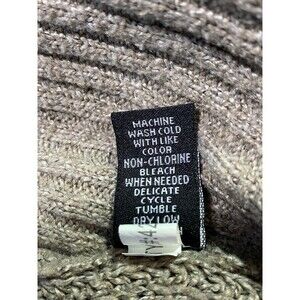 MACHINE
WASH COLD
WITH LIKE
COLOR
NON-CHLORINE
BLEACH
WHEN NEEDED
DELICATE
CYCLE
TUMBLE
DRY LOW